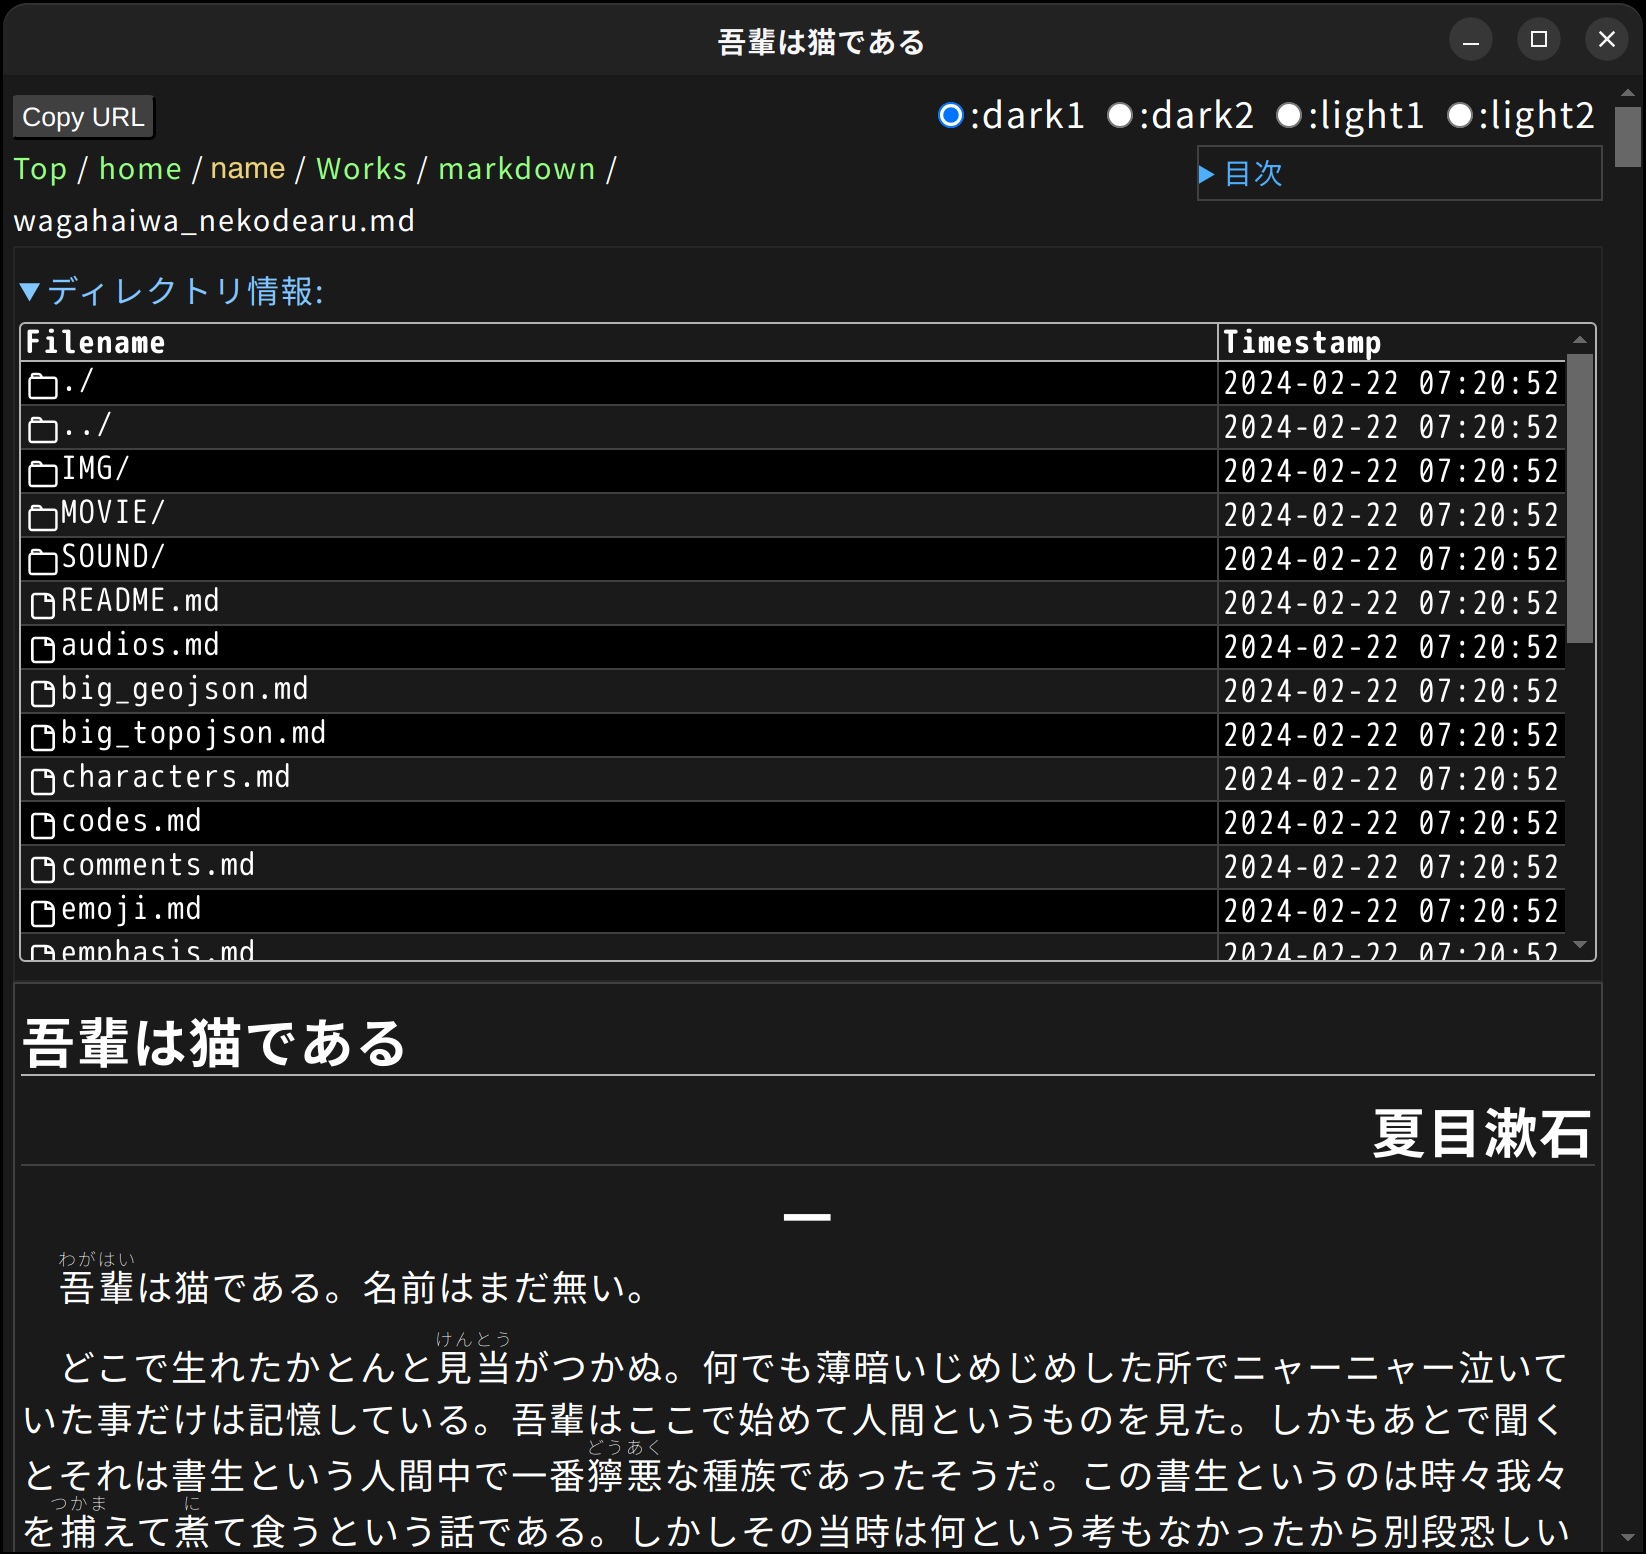 吾輩は猫である
Copy URL
:dark1 :dark2 :light1 :light2
Top / home / name / Works / markdown /
▶ 目次
wagahaiwa_nekodearu.md
▼ディレクトリ情報:
Filename Timestamp
./ 2024-02-22 07:20:52
../ 2024-02-22 07:20:52
IMG/ 2024-02-22 07:20:52
MOVIE/ 2024-02-22 07:20:52
SOUND/ 2024-02-22 07:20:52
README.md 2024-02-22 07:20:52
audios.md 2024-02-22 07:20:52
big_geojson.md 2024-02-22 07:20:52
big_topojson.md 2024-02-22 07:20:52
characters.md 2024-02-22 07:20:52
codes.md 2024-02-22 07:20:52
comments.md 2024-02-22 07:20:52
emoji.md 2024-02-22 07:20:52
emphasis.md 2024-02-22 07:20:52
吾輩は猫である
夏目漱石
一
わがはい
吾輩は猫である。名前はまだ無い。
けんとう
どこで生れたかとんと見当がつかぬ。何でも薄暗いじめじめした所でニャーニャー泣いて
いた事だけは記憶している。吾輩はここで始めて人間というものを見た。しかもあとで聞く
どうあく
とそれは書生という人間中で一番獰悪な種族であったそうだ。この書生というのは時々我々
つかま に
を捕えて煮て食うという話である。しかしその当時は何という考もなかったから別段恐しい